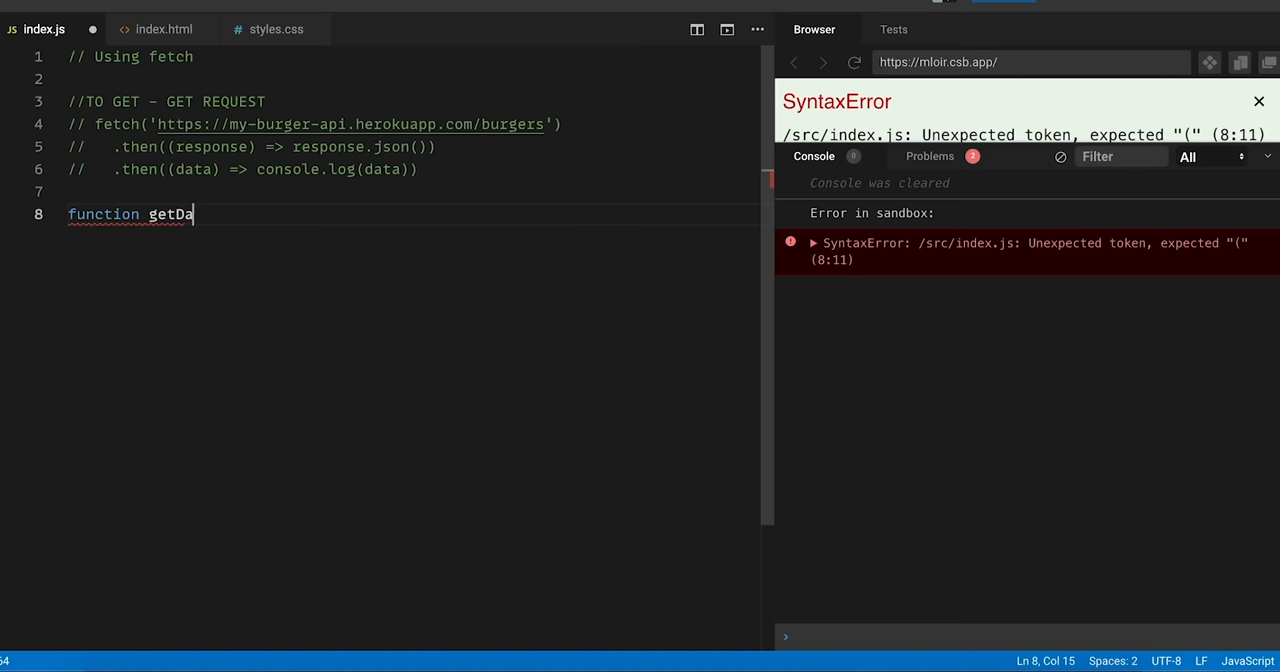 JS index.js
<> index.html
# styles.css
Browser
Tests
1 // Using fetch
https://mloir.csb.app/
2
3 //TO GET - GET REQUEST
SyntaxError
4 // fetch('https://my-burger-api.herokuapp.com/burgers')
/src/index.js: Unexpected token, expected "(" (8:11)
5 //   .then((response) => response.json())
Console 0
Problems 2
Filter
All
6 //   .then((data) => console.log(data))
Console was cleared
7
8 function getDa
Error in sandbox:
SyntaxError: /src/index.js: Unexpected token, expected "("
(8:11)
64
Ln 8, Col 15
Spaces: 2
UTF-8
LF
JavaScript